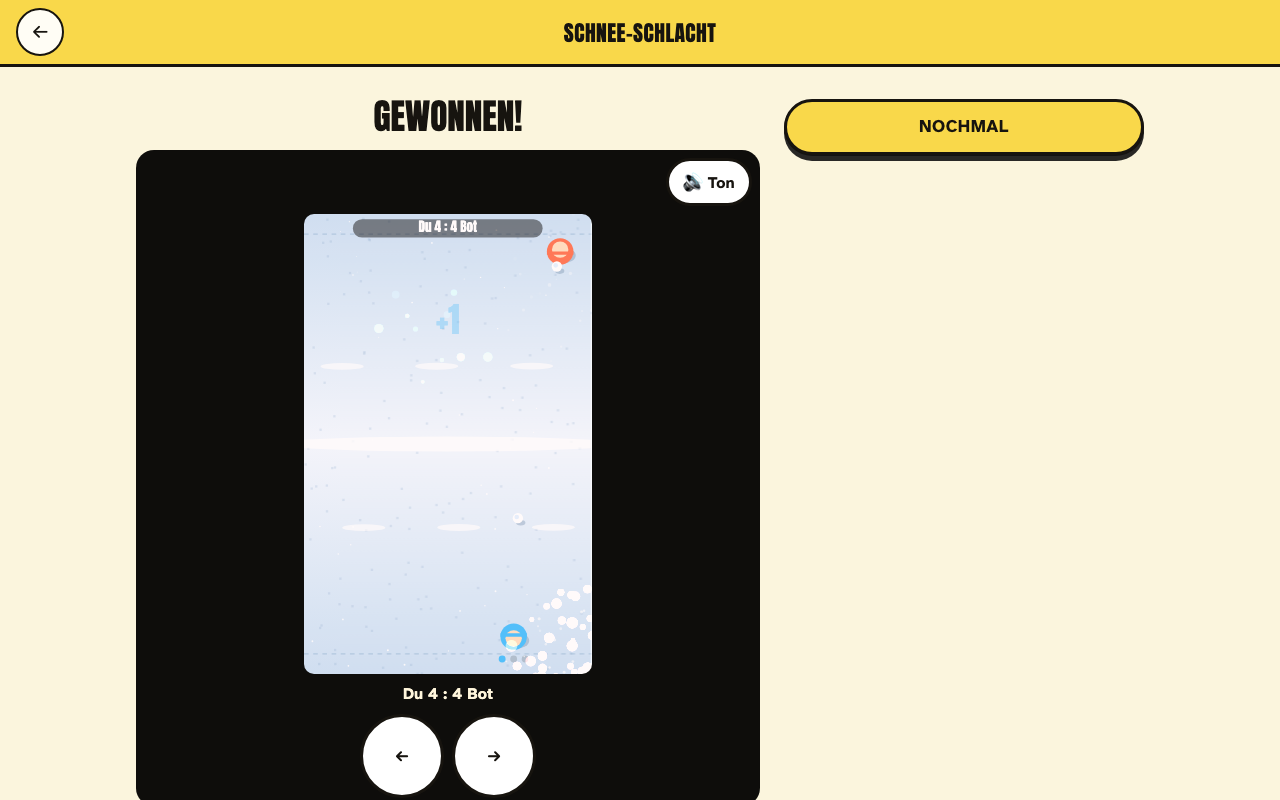 SCHNEE-SCHLACHT
GEWONNEN!
NOCHMAL
Ton
Du 4 : 4 Bot
+1
Du 4 : 4 Bot